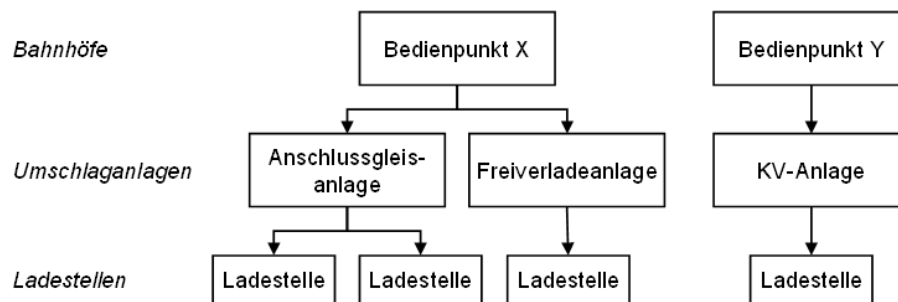 Bahnhöfe
Bedienpunkt X
Bedienpunkt Y
Umschlaganlagen
Anschlussgleis-
anlage
Freiverladeanlage
KV-Anlage
Ladestellen
Ladestelle
Ladestelle
Ladestelle
Ladestelle